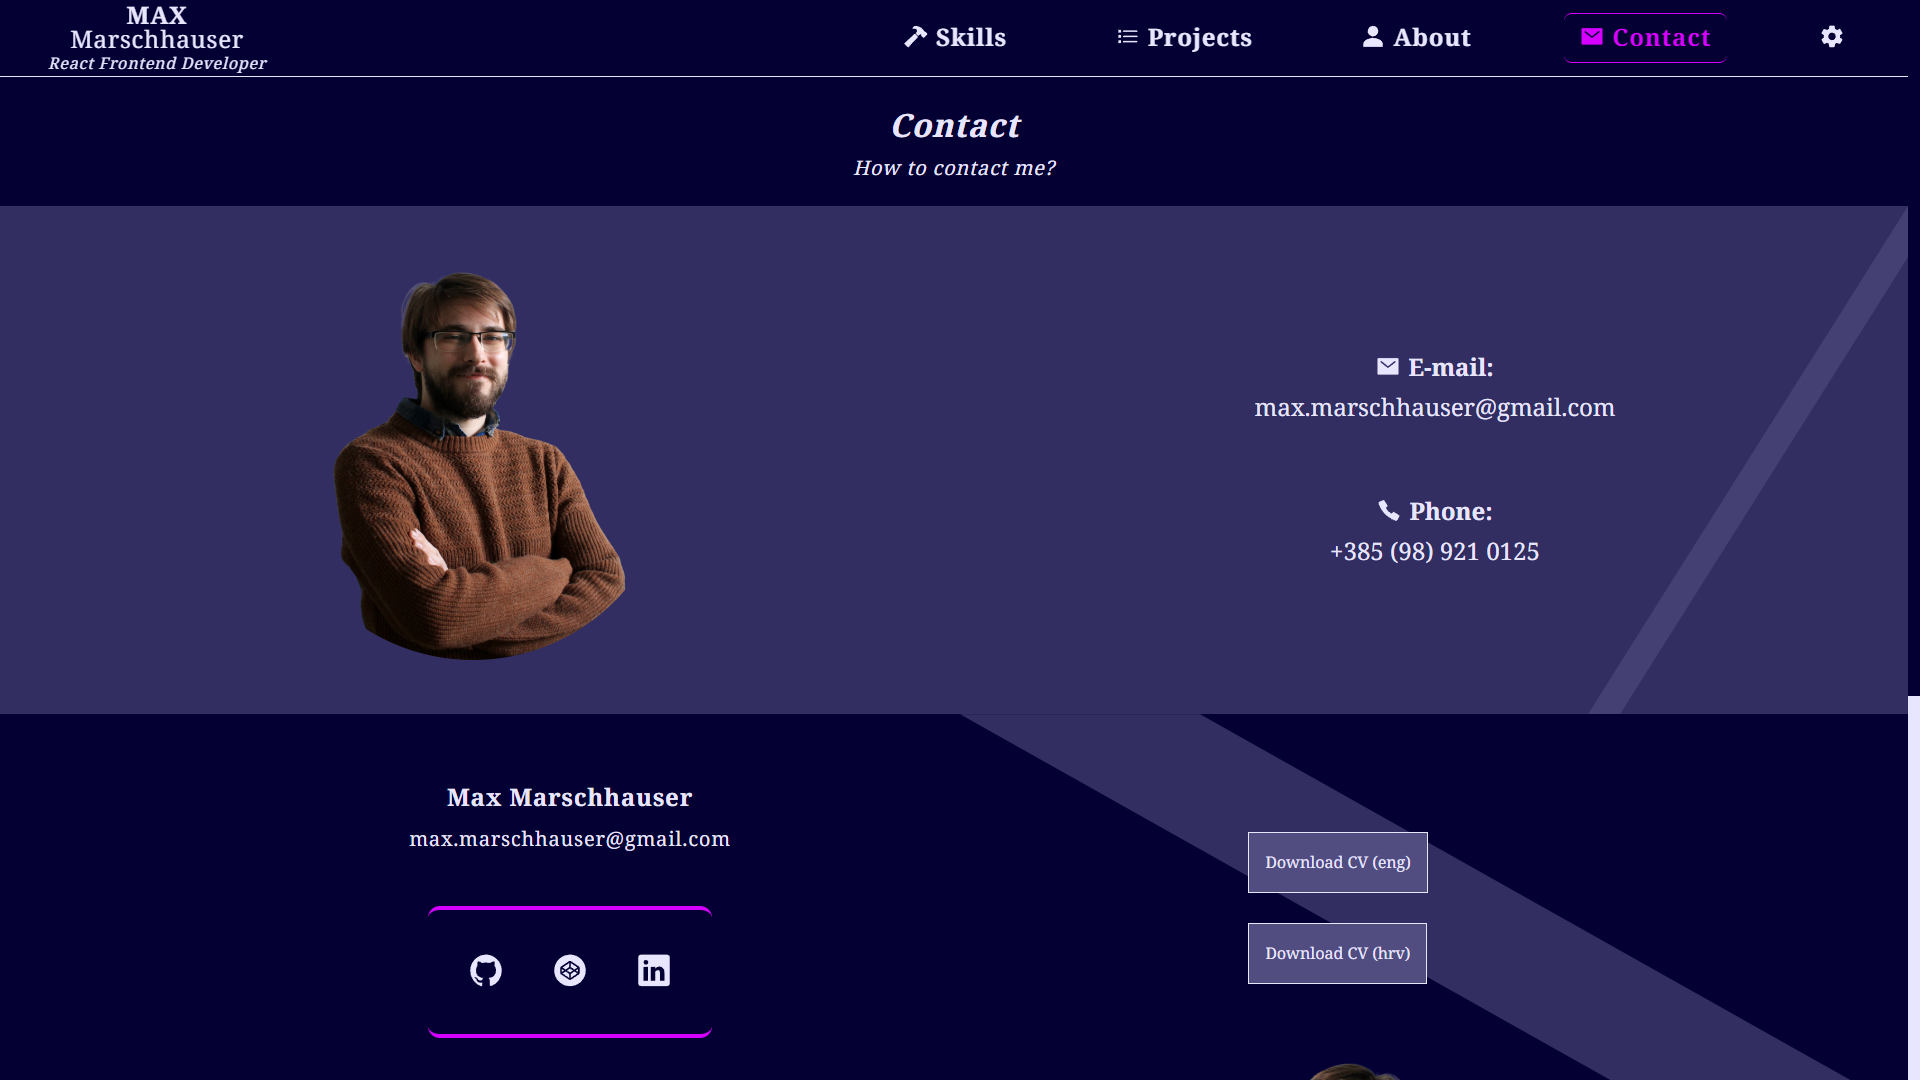 MAX
Marschhauser
React Frontend Developer
Skills
Projects
About
Contact
Contact
How to contact me?
E-mail:
max.marschhauser@gmail.com
Phone:
+385 (98) 921 0125
Max Marschhauser
max.marschhauser@gmail.com
in
Download CV (eng)
Download CV (hrv)